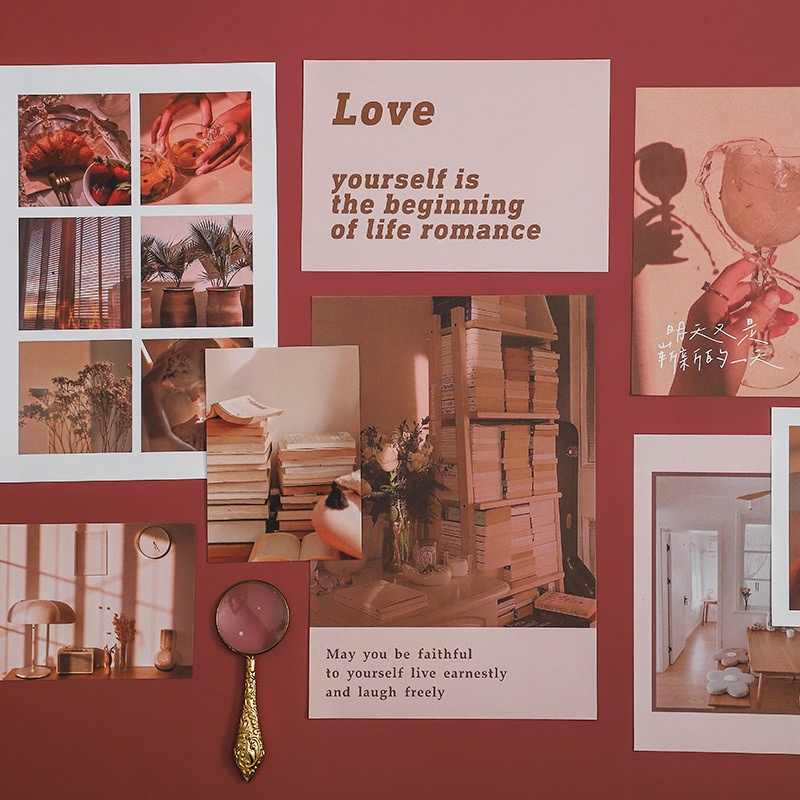 Love
yourself is
the beginning
of life romance
明天又是
崭新的一天
May you be faithful
to yourself live earnestly
and laugh freely